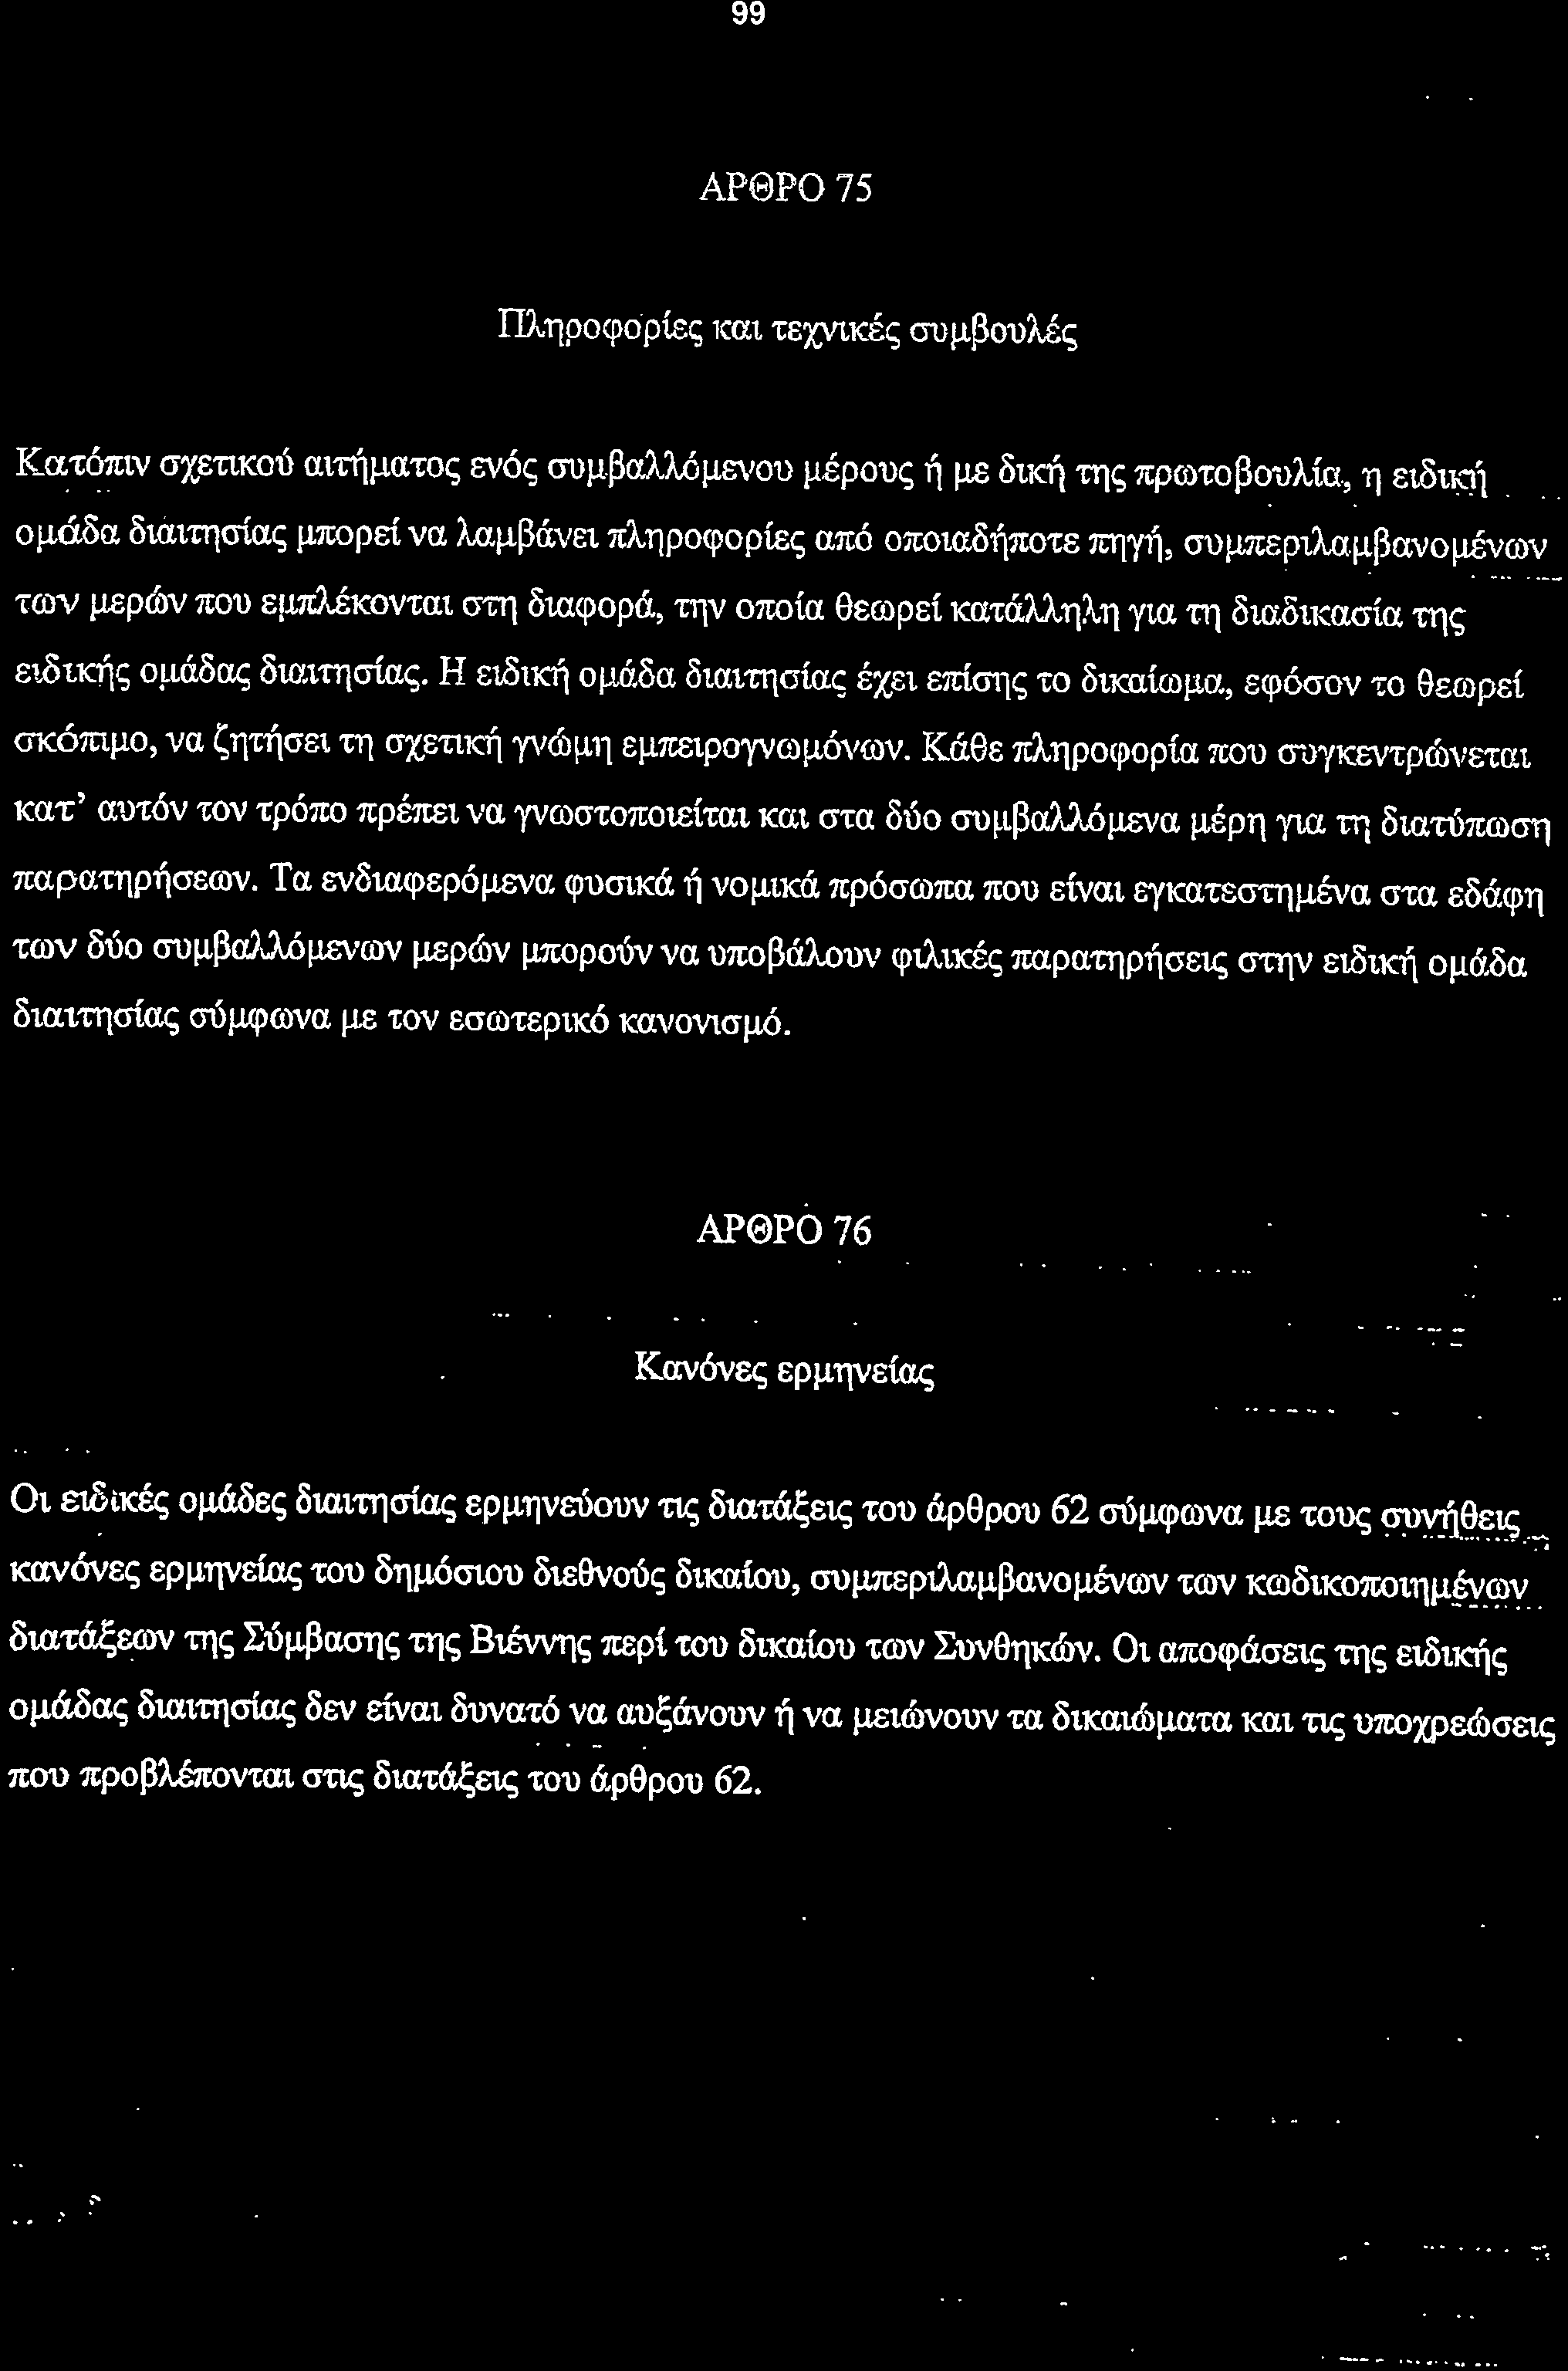 99
ΑΡΘΡΟ 75
Πληροφορίες και τεχνικές συμβουλές
Κατόπιν σχετικού αιτήματος ενός συμβαλλόμενου μέρους ή με δική της πρωτοβουλία, η ειδική
ομάδα διαιτησίας μπορεί να λαμβάνει πληροφορίες από οποιαδήποτε πηγή, συμπεριλαμβανομένων
των μερών που εμπλέκονται στη διαφορά, την οποία θεωρεί κατάλληλη για τη διαδικασία της
ειδικής ομάδας διαιτησίας. Η ειδική ομάδα διαιτησίας έχει επίσης το δικαίωμα, εφόσον το θεωρεί
σκόπιμο, να ζητήσει τη σχετική γνώμη εμπειρογνωμόνων. Κάθε πληροφορία που συγκεντρώνεται
κατ’ αυτόν τον τρόπο πρέπει να γνωστοποιείται και στα δύο συμβαλλόμενα μέρη για τη διατύπωση
παρατηρήσεων. Τα ενδιαφερόμενα φυσικά ή νομικά πρόσωπα που είναι εγκατεστημένα στα εδάφη
των δύο συμβαλλόμενων μερών μπορούν να υποβάλουν φιλικές παρατηρήσεις στην ειδική ομάδα
διαιτησίας σύμφωνα με τον εσωτερικό κανονισμό.
ΑΡΘΡΟ 76
Κανόνες ερμηνείας
Οι ειδικές ομάδες διαιτησίας ερμηνεύουν τις διατάξεις του άρθρου 62 σύμφωνα με τους συνήθεις
κανόνες ερμηνείας του δημόσιου διεθνούς δικαίου, συμπεριλαμβανομένων των κωδικοποιημένων
διατάξεων της Σύμβασης της Βιέννης περί του δικαίου των Συνθηκών. Οι αποφάσεις της ειδικής
ομάδας διαιτησίας δεν είναι δυνατό να αυξάνουν ή να μειώνουν τα δικαιώματα και τις υποχρεώσεις
που προβλέπονται στις διατάξεις του άρθρου 62.